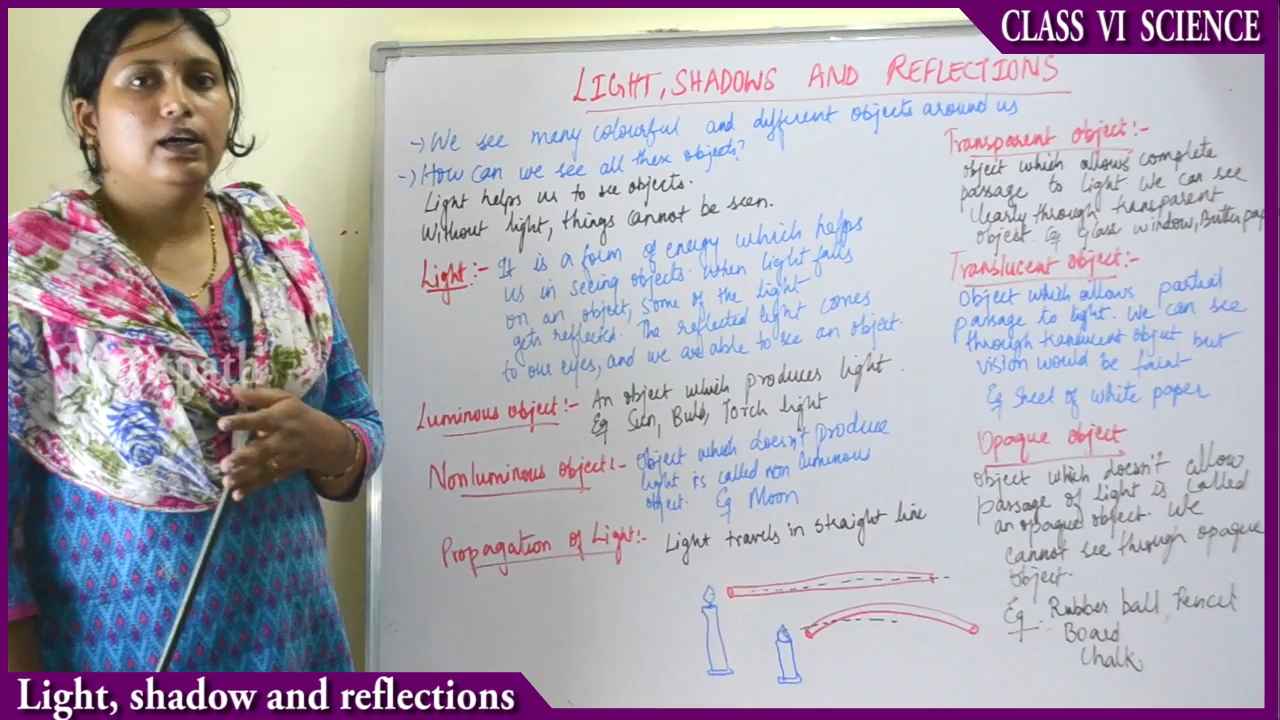 CLASS VI SCIENCE
LIGHT, SHADOWS AND REFLECTIONS
→ We see many colourful and different objects around us
→ How can we see all these objects?
Light helps us to see objects.
Without light, things cannot be seen.
Light:- It is a form of energy which helps
us in seeing objects. When light falls
on an object, some of the light
gets reflected. The reflected light comes
to our eyes, and we are able to see an object.
Luminous object:- An object which produces light.
Eg Sun, Bulb, Torch light
Nonluminous object:- Object which doesn't produce
light is called non luminous
object. Eg Moon
Propagation of Light:- Light travels in straight line
Transparent object:-
Object which allows complete
passage to light. We can see
clearly through transparent
object. Eg Glass window, Butter pap
Translucent object:-
Object which allows partial
passage to light. We can see
through translucent object but
vision would be faint
Eg Sheet of white paper
Opaque object
Object which doesn't allow
passage of light is called
an opaque object. We
cannot see through opaque
object.
Eg. Rubber ball, Pencil
Board
Chalk
Light, shadow and reflections